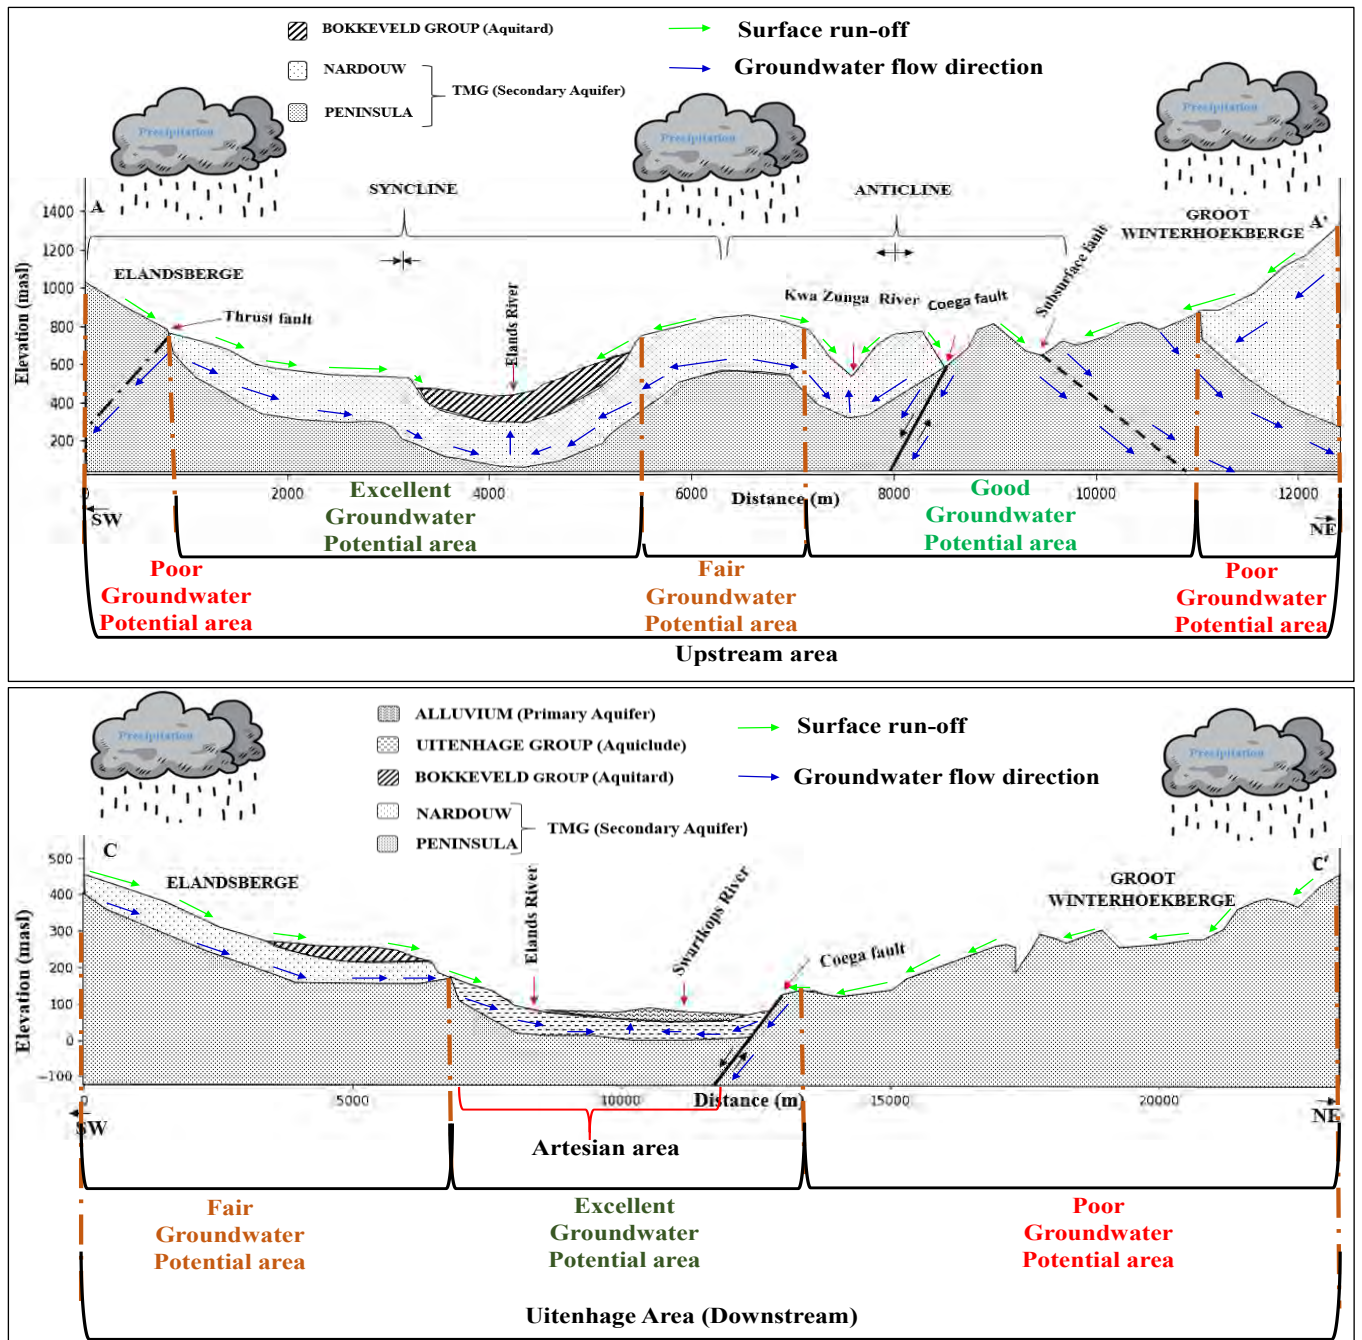 BOKKEVELD GROUP (Aquitard)
NARDOUW
TMG (Secondary Aquifer)
PENINSULA
Surface run-off
Groundwater flow direction
Precipitation
Precipitation
Precipitation
SYNCLINE
ANTICLINE
GROOT
WINTERHOEKBERGE
A
A'
Elevation (masl)
1400
1200
1000
800
600
400
200
ELANDSBERGE
Thrust fault
Elands River
Kwa Zunga River
Coega fault
Subsurface fault
0
2000
4000
6000
8000
10000
12000
Distance (m)
SW
NE
Excellent
Groundwater
Potential area
Good
Groundwater
Potential area
Poor
Groundwater
Potential area
Fair
Groundwater
Potential area
Poor
Groundwater
Potential area
Upstream area
ALLUVIUM (Primary Aquifer)
UITENHAGE GROUP (Aquiclude)
BOKKEVELD GROUP (Aquitard)
NARDOUW
TMG (Secondary Aquifer)
PENINSULA
Surface run-off
Groundwater flow direction
Precipitation
Precipitation
C
C'
Elevation (masl)
500
400
300
200
100
0
−100
ELANDSBERGE
Elands River
Swartkops River
Coega fault
GROOT
WINTERHOEKBERGE
0
5000
10000
15000
20000
Distance (m)
SW
NE
Artesian area
Fair
Groundwater
Potential area
Excellent
Groundwater
Potential area
Poor
Groundwater
Potential area
Uitenhage Area (Downstream)